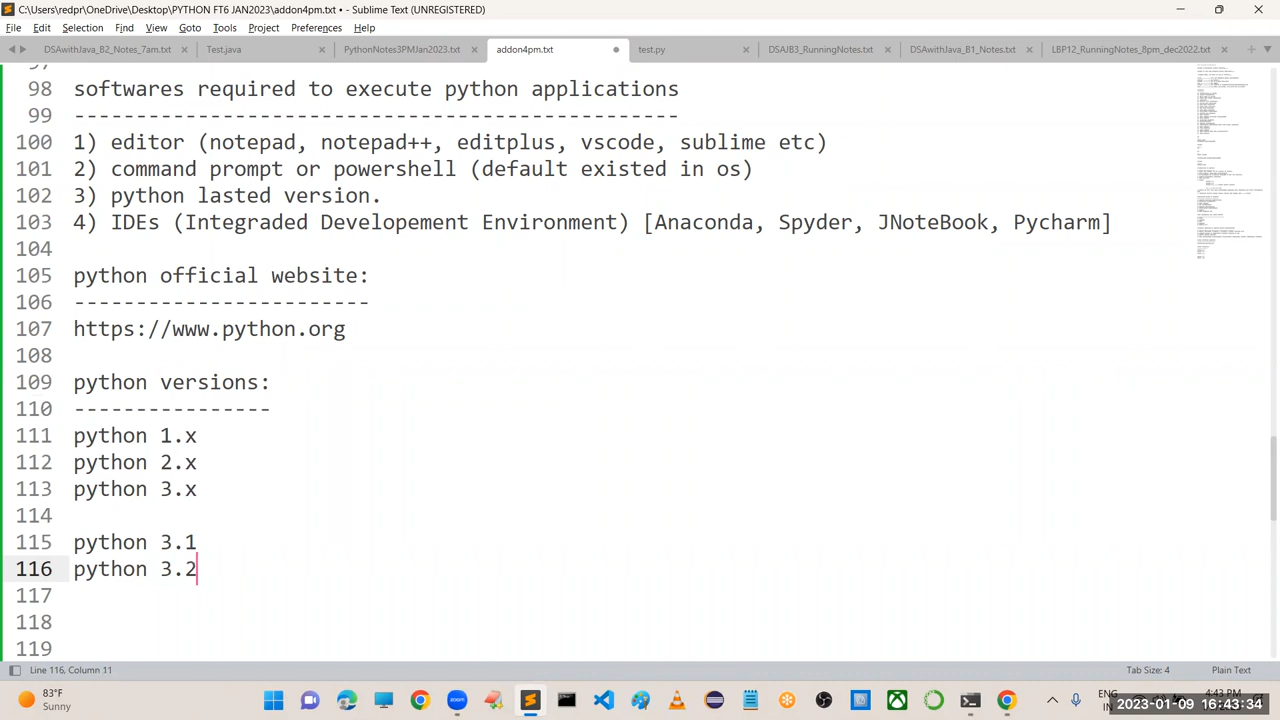 C:\Users\redpr\OneDrive\Desktop\PYTHON FT6 JAN2023\addon4pm.txt • - Sublime Text (UNREGISTERED)
File Edit Selection Find View Goto Tools Project Preferences Help
DSAwithJava_B2_Notes_7am.txt Test.java PythonNotes3PMJan2023.txt addon4pm.txt test.py DSAJB3_RunningNotes.txt DSAwithJava_B1_Notes.txt LBP12_RunningNotes_8pm_dec2022.txt
97
98 softwares required to execute python applications
99 -------------------------------------------------
100 1) editor (notepad, notepad++, editplus, vscode, sublime etc)
101 2) command prompt or powershell(default existed in os)
102 3) python lasted version
103 4) IDEs (Integraded Development Environment) [Anaconda Spyder, JNotebook, Pycharm]
104
105 python official website:
106 ------------------------
107 https://www.python.org
108
109 python versions:
110 ----------------
111 python 1.x
112 python 2.x
113 python 3.x
114
115 python 3.1
116 python 3.2
117
118
119
Line 116, Column 11 Tab Size: 4 Plain Text
83°F
Sunny
ENG
IN
4:43 PM
2023-01-09 16:43:34